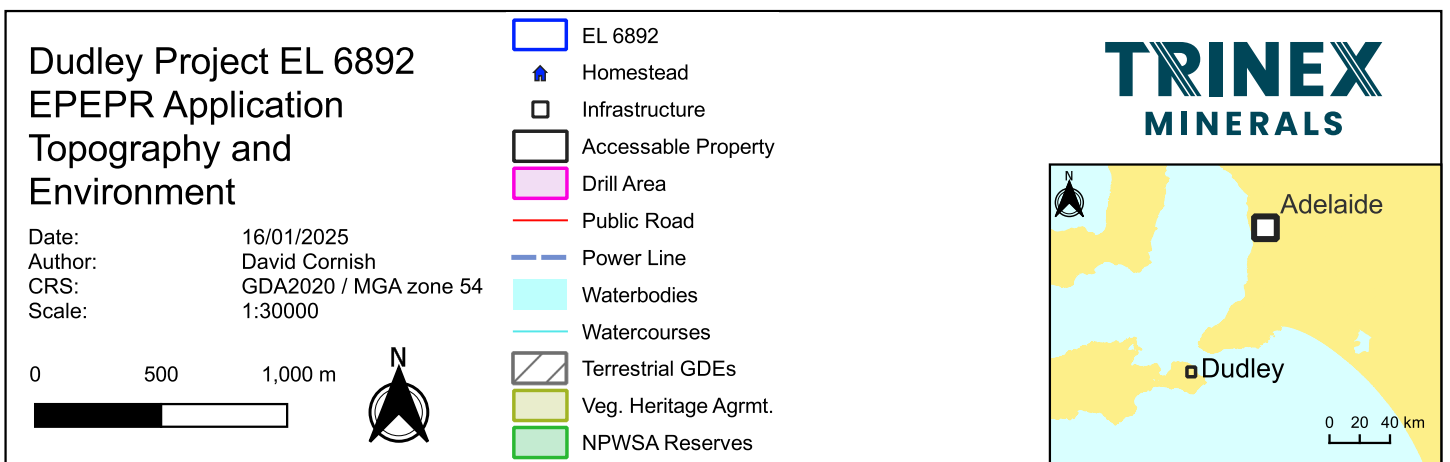 Dudley Project EL 6892
EPEPR Application
Topography and
Environment
Date: 16/01/2025
Author: David Cornish
CRS: GDA2020 / MGA zone 54
Scale: 1:30000
0 500 1,000 m
N
EL 6892
Homestead
Infrastructure
Accessable Property
Drill Area
Public Road
Power Line
Waterbodies
Watercourses
Terrestrial GDEs
Veg. Heritage Agrmt.
NPWSA Reserves
TRINEX
MINERALS
N
Adelaide
Dudley
0 20 40 km